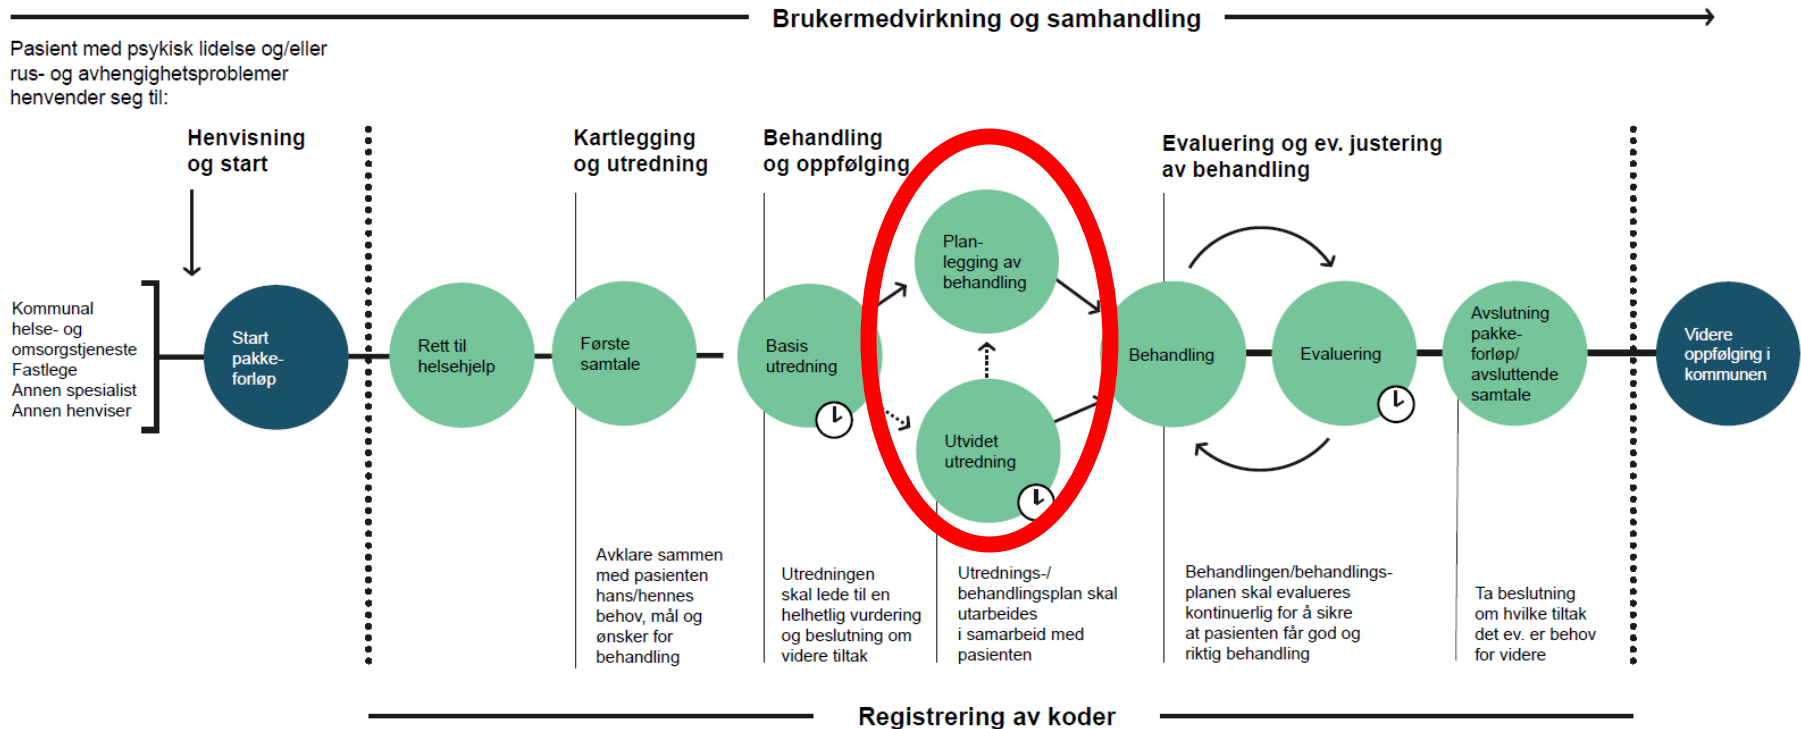 Brukermedvirkning og samhandling
Pasient med psykisk lidelse og/eller
rus- og avhengighetsproblemer
henvender seg til:
Henvisning
og start
Kartlegging
og utredning
Behandling
og oppfølging
Evaluering og ev. justering
av behandling
Kommunal
helse- og
omsorgstjeneste
Fastlege
Annen spesialist
Annen henviser
Start
pakke-
forløp
Rett til
helsehjelp
Første
samtale
Basis
utredning
Plan-
legging av
behandling
Utvidet
utredning
Behandling
Evaluering
Avslutning
pakke-
forløp/
avsluttende
samtale
Videre
oppfølging i
kommunen
Avklare sammen
med pasienten
hans/hennes
behov, mål og
ønsker for
behandling
Utredningen
skal lede til en
helhetlig vurdering
og beslutning om
videre tiltak
Utrednings-/
behandlingsplan skal
utarbeides
i samarbeid med
pasienten
Behandlingen/behandlings-
planen skal evalueres
kontinuerlig for å sikre
at pasienten får god og
riktig behandling
Ta beslutning
om hvilke tiltak
det ev. er behov
for videre
Registrering av koder